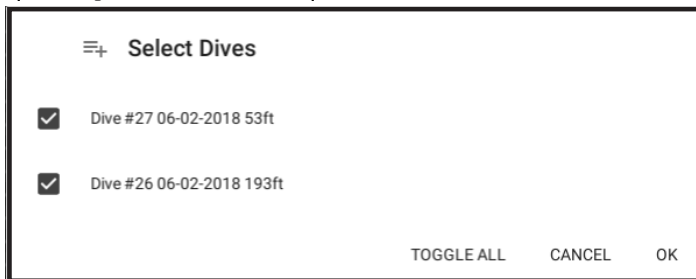 Select Dives
Dive #27 06-02-2018 53ft
Dive #26 06-02-2018 193ft
TOGGLE ALL CANCEL OK